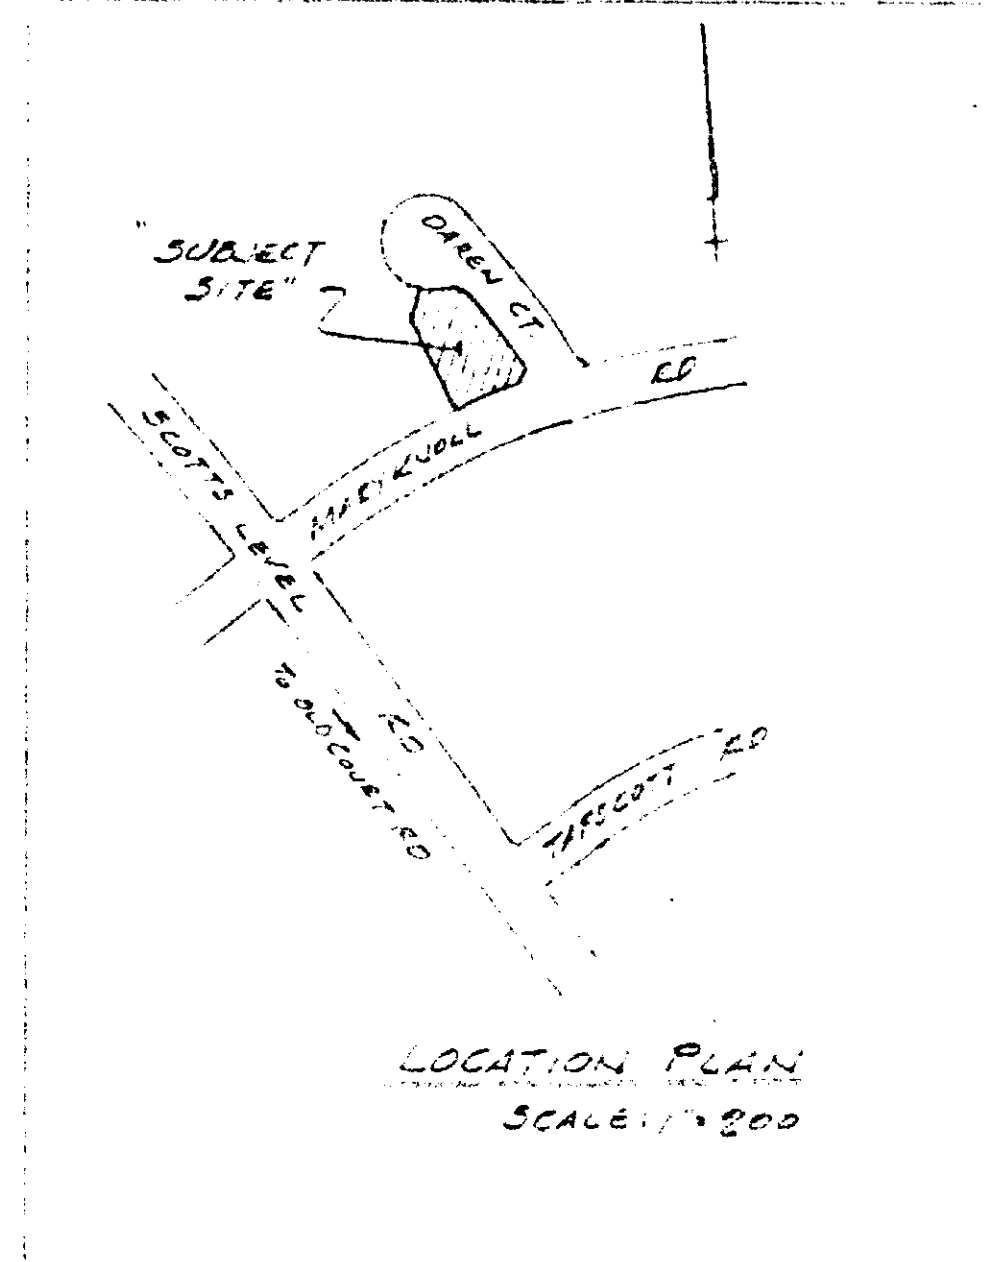 "SUBJECT
SITE"
DAREN CT.
MARYKNOLL RD
SCOTTS LEVEL RD
TO OLD COURT RD
RD
LOCATION PLAN
SCALE: 1"= 200